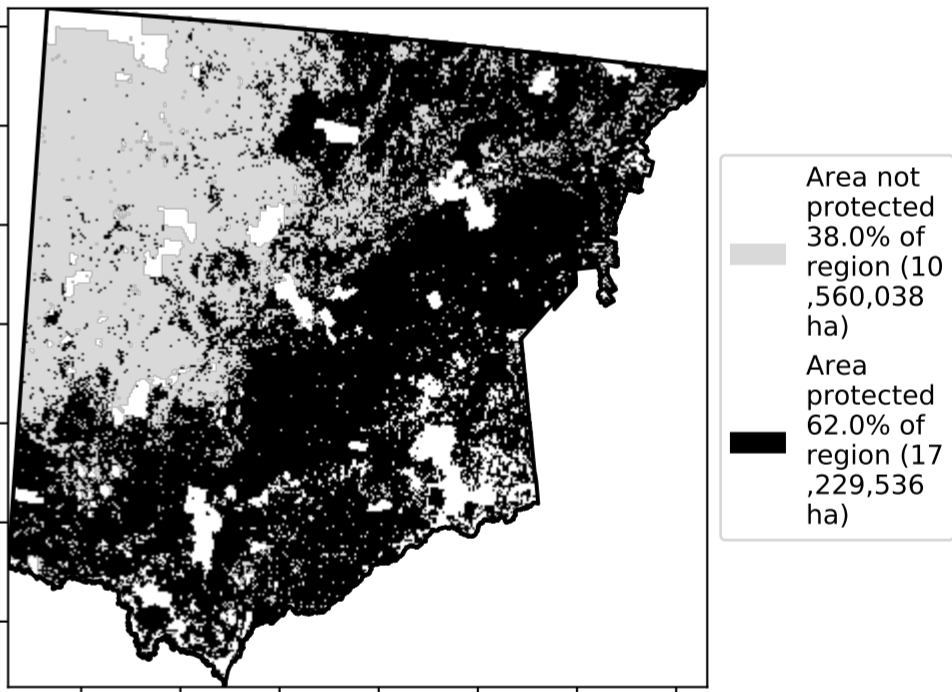 Area not
protected
38.0% of
region (10
,560,038
ha)
Area
protected
62.0% of
region (17
,229,536
ha)